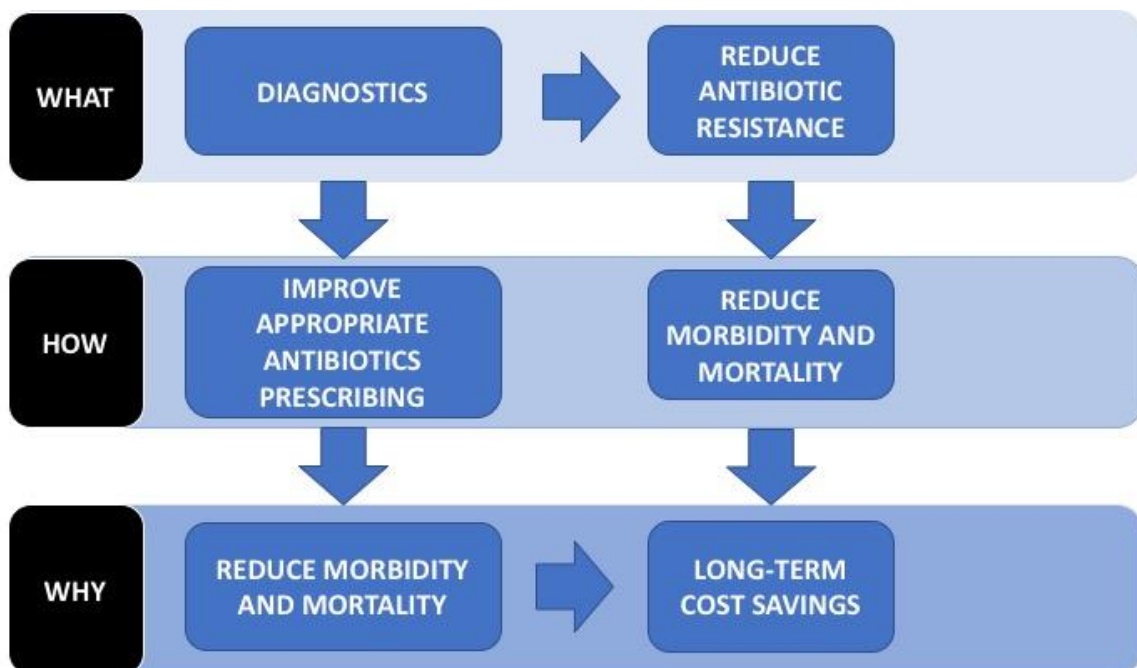 WHAT
DIAGNOSTICS
REDUCE
ANTIBIOTIC
RESISTANCE
HOW
IMPROVE
APPROPRIATE
ANTIBIOTICS
PRESCRIBING
REDUCE
MORBIDITY AND
MORTALITY
WHY
REDUCE MORBIDITY
AND MORTALITY
LONG-TERM
COST SAVINGS